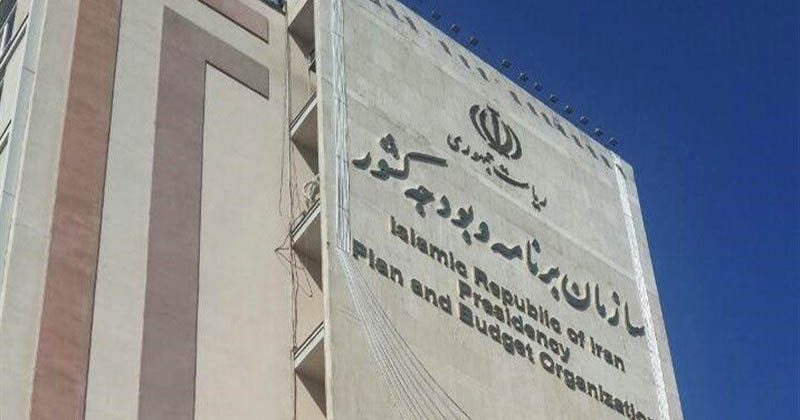 ریاست جمهوری
سازمان برنامه و بودجه کشور
Islamic Republic of Iran
Presidency
Plan and Budget Organization